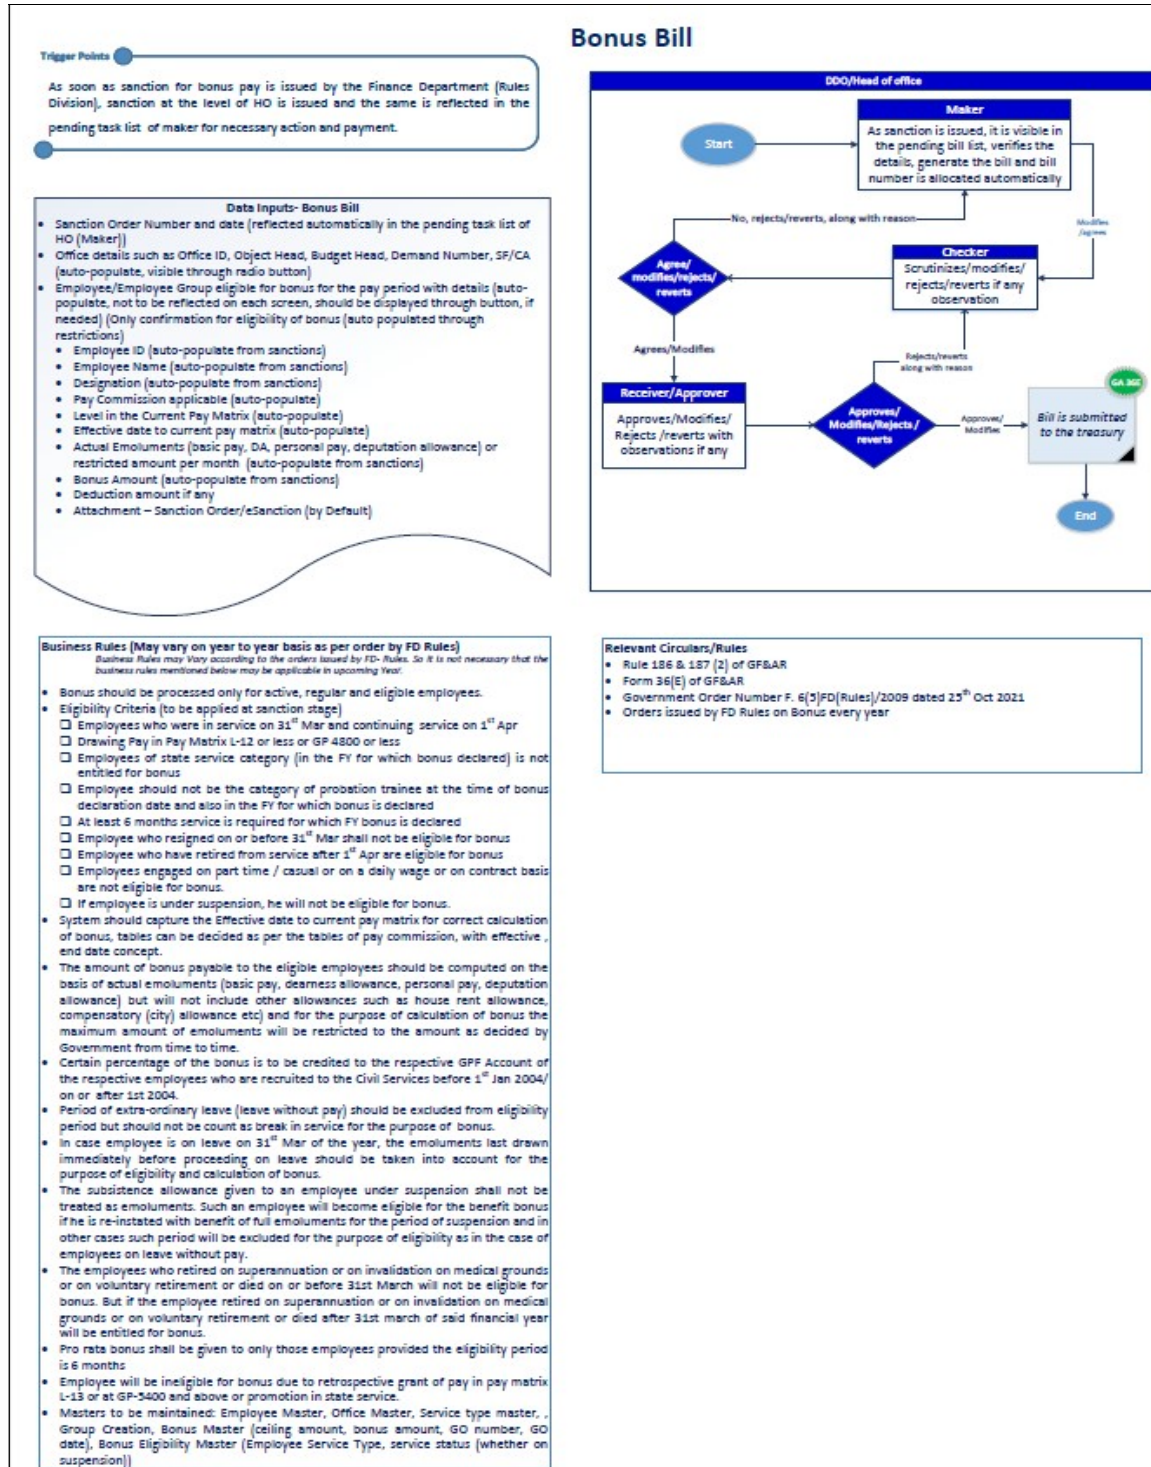 Bonus Bill
Trigger Points
As soon as sanction for bonus pay is issued by the Finance Department (Rules
Division), sanction at the level of HO is issued and the same is reflected in the
pending task list of maker for necessary action and payment.
Data Inputs- Bonus Bill
• Sanction Order Number and date (reflected automatically in the pending task list of
HO (Maker))
• Office details such as Office ID, Object Head, Budget Head, Demand Number, SF/CA
(auto-populate, visible through radio button)
• Employee/Employee Group eligible for bonus for the pay period with details (auto-
populate, not to be reflected on each screen, should be displayed through button, if
needed) (Only confirmation for eligibility of bonus (auto populated through
restrictions)
• Employee ID (auto-populate from sanctions)
• Employee Name (auto-populate from sanctions)
• Designation (auto-populate from sanctions)
• Pay Commission applicable (auto-populate)
• Level in the Current Pay Matrix (auto-populate)
• Effective date to current pay matrix (auto-populate)
• Actual Emoluments (basic pay, DA, personal pay, deputation allowance) or
restricted amount per month (auto-populate from sanctions)
• Bonus Amount (auto-populate from sanctions)
• Deduction amount if any
• Attachment – Sanction Order/eSanction (by Default)
DDO/Head of office
Start
Maker
As sanction is issued, it is visible in
the pending bill list, verifies the
details, generate the bill and bill
number is allocated automatically
No, rejects/reverts, along with reason
Modifies
/agrees
Checker
Scrutinizes/modifies/
rejects/reverts if any
observation
Agree/
modifies/rejects/
reverts
Agrees/Modifies
Rejects/reverts
along with reason
Receiver/Approver
Approves/Modifies/
Rejects /reverts with
observations if any
Approves/
Modifies/Rejects /
reverts
Approves/
Modifies
GA 36E
Bill is submitted
to the treasury
End
Business Rules (May vary on year to year basis as per order by FD Rules)
Business Rules may Vary according to the orders issued by FD- Rules. So it is not necessary that the
business rules mentioned below may be applicable in upcoming Year.
• Bonus should be processed only for active, regular and eligible employees.
• Eligibility Criteria (to be applied at sanction stage)
❑ Employees who were in service on 31st Mar and continuing service on 1st Apr
❑ Drawing Pay in Pay Matrix L-12 or less or GP 4800 or less
❑ Employees of state service category (in the FY for which bonus declared) is not
entitled for bonus
❑ Employee should not be the category of probation trainee at the time of bonus
declaration date and also in the FY for which bonus is declared
❑ At least 6 months service is required for which FY bonus is declared
❑ Employee who resigned on or before 31st Mar shall not be eligible for bonus
❑ Employee who have retired from service after 1st Apr are eligible for bonus
❑ Employees engaged on part time / casual or on a daily wage or on contract basis
are not eligible for bonus.
❑ If employee is under suspension, he will not be eligible for bonus.
• System should capture the Effective date to current pay matrix for correct calculation
of bonus, tables can be decided as per the tables of pay commission, with effective ,
end date concept.
• The amount of bonus payable to the eligible employees should be computed on the
basis of actual emoluments (basic pay, dearness allowance, personal pay, deputation
allowance) but will not include other allowances such as house rent allowance,
compensatory (city) allowance etc) and for the purpose of calculation of bonus the
maximum amount of emoluments will be restricted to the amount as decided by
Government from time to time.
• Certain percentage of the bonus is to be credited to the respective GPF Account of
the respective employees who are recruited to the Civil Services before 1st Jan 2004/
on or after 1st 2004.
• Period of extra-ordinary leave (leave without pay) should be excluded from eligibility
period but should not be count as break in service for the purpose of bonus.
• In case employee is on leave on 31st Mar of the year, the emoluments last drawn
immediately before proceeding on leave should be taken into account for the
purpose of eligibility and calculation of bonus.
• The subsistence allowance given to an employee under suspension shall not be
treated as emoluments. Such an employee will become eligible for the benefit bonus
if he is re-instated with benefit of full emoluments for the period of suspension and in
other cases such period will be excluded for the purpose of eligibility as in the case of
employees on leave without pay.
• The employees who retired on superannuation or on invalidation on medical grounds
or on voluntary retirement or died on or before 31st March will not be eligible for
bonus. But if the employee retired on superannuation or on invalidation on medical
grounds or on voluntary retirement or died after 31st march of said financial year
will be entitled for bonus.
• Pro rata bonus shall be given to only those employees provided the eligibility period
is 6 months
• Employee will be ineligible for bonus due to retrospective grant of pay in pay matrix
L-13 or at GP-5400 and above or promotion in state service.
• Masters to be maintained: Employee Master, Office Master, Service type master, ,
Group Creation, Bonus Master (ceiling amount, bonus amount, GO number, GO
date), Bonus Eligibility Master (Employee Service Type, service status (whether on
suspension))
Relevant Circulars/Rules
• Rule 186 & 187 (2) of GF&AR
• Form 36(E) of GF&AR
• Government Order Number F. 6(5)FD(Rules)/2009 dated 25th Oct 2021
• Orders issued by FD Rules on Bonus every year